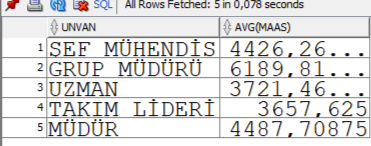 SQL | All Rows Fetched: 5 in 0,078 seconds
UNVAN AVG(MAAS)
1 ŞEF MÜHENDİS 4426,26...
2 GRUP MÜDÜRÜ 6189,81...
3 UZMAN 3721,46...
4 TAKIM LİDERİ 3657,625
5 MÜDÜR 4487,70875